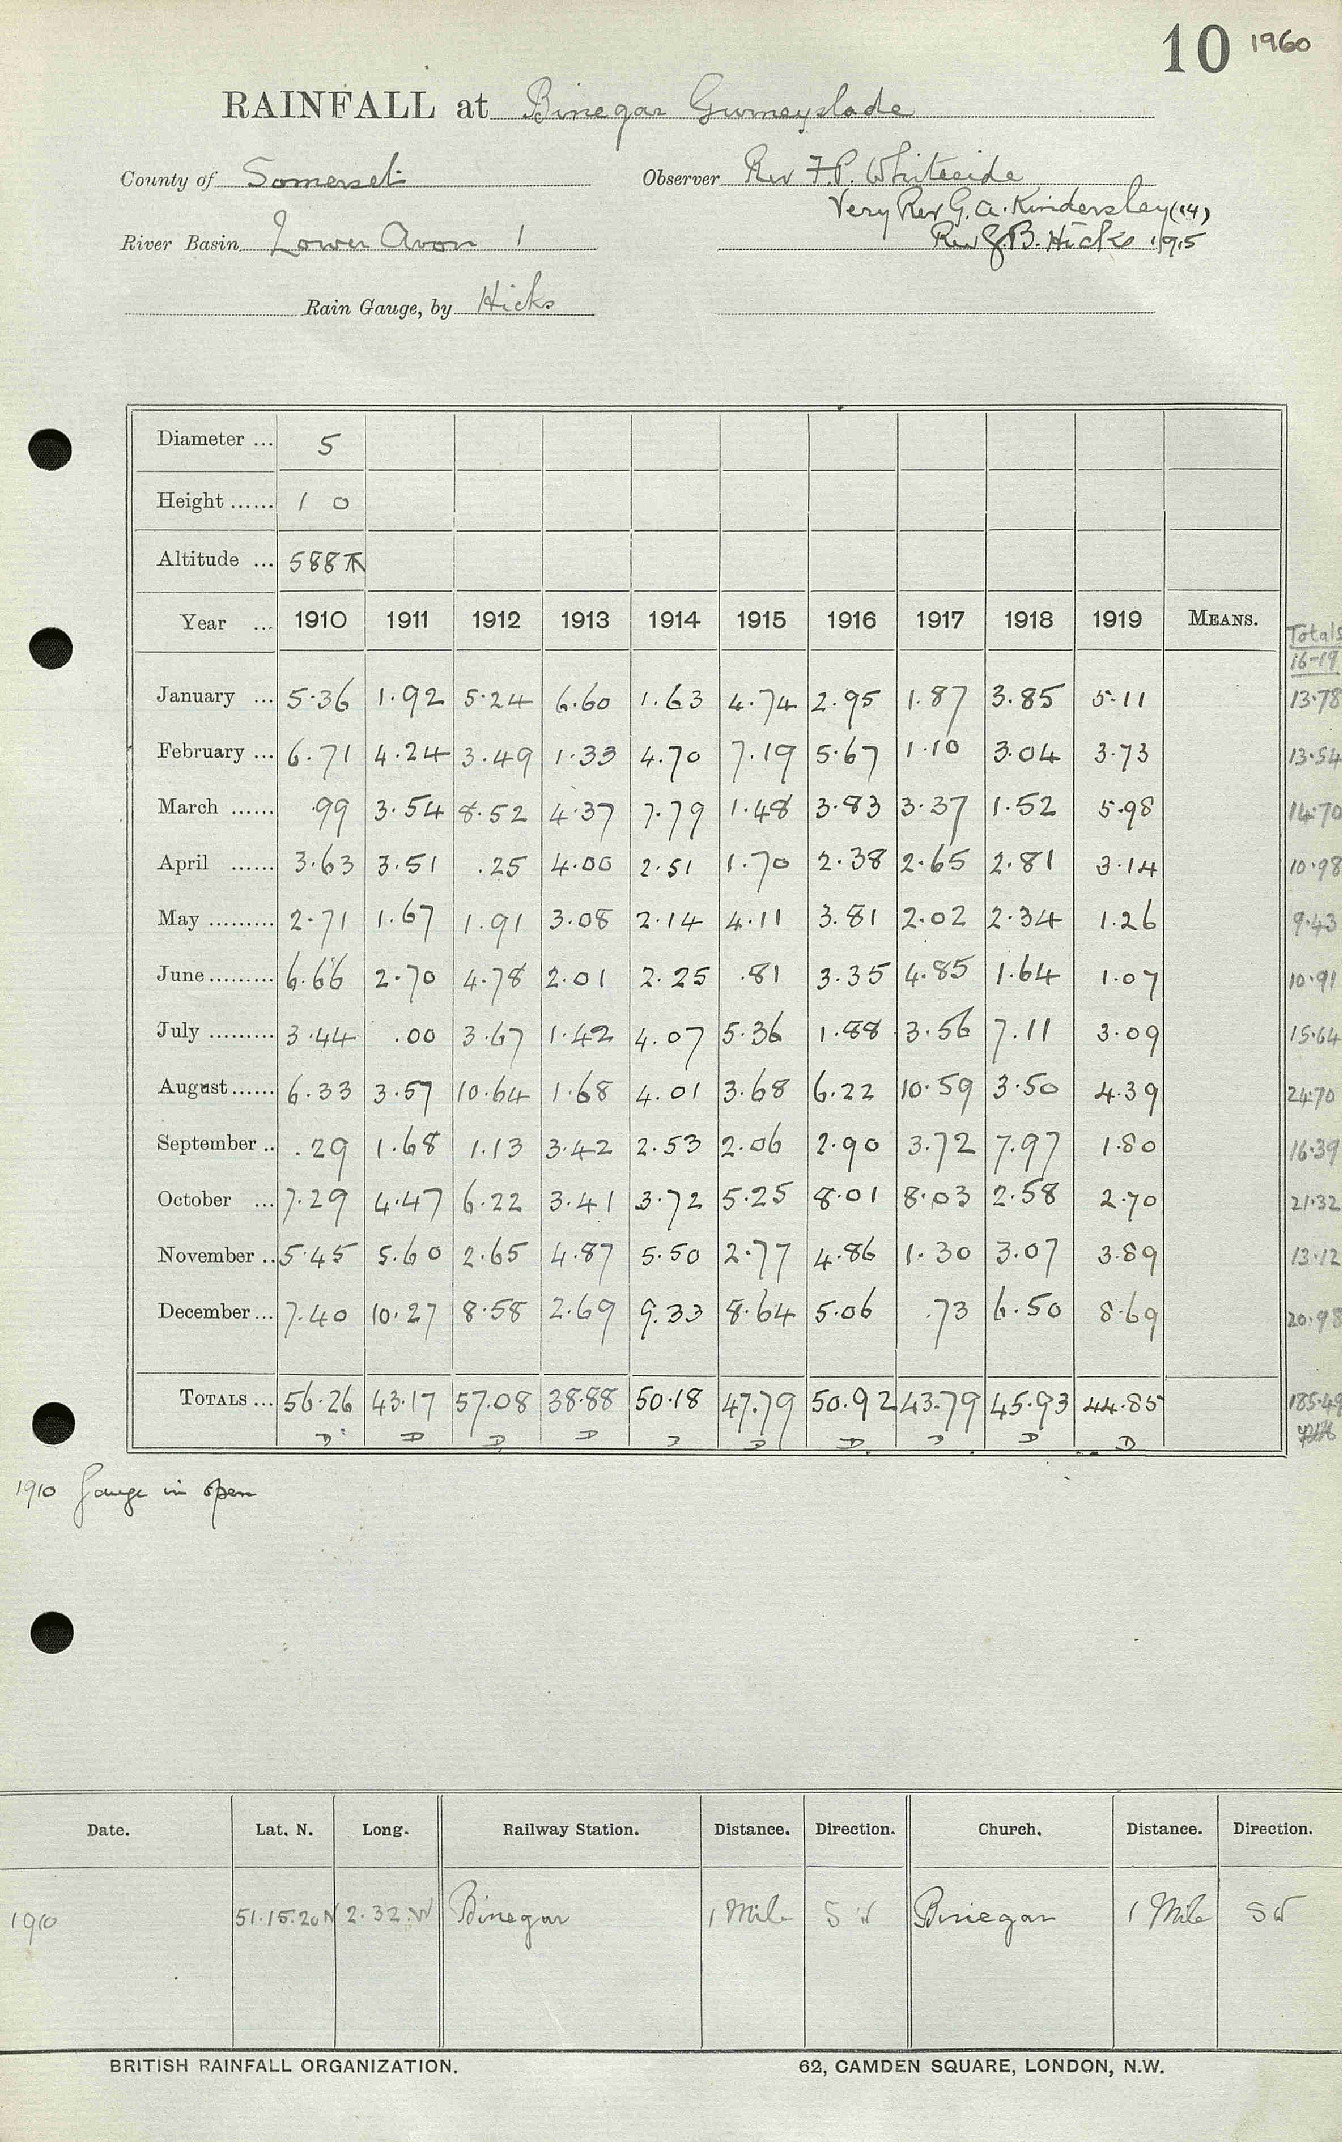 10 1960
RAINFALL at Binegar Gurneyslade
County of Somerset Observer Rev F.P. Whiteside
Very Rev G.A. Kindersley (14)
River Basin Lower Avon 1 Rev G.B. Hicks 1915
Rain Gauge, by Hicks
Diameter ... 5
Height ...... 1 0
Altitude ... 588
Year ... 1910 1911 1912 1913 1914 1915 1916 1917 1918 1919 MEANS. Totals
16-19
January ... 5.36 1.92 5.24 6.60 1.63 4.74 2.95 1.87 3.85 5.11 13.78
February ... 6.71 4.24 3.49 1.33 4.70 7.19 5.67 1.10 3.04 3.73 13.54
March ...... .99 3.54 8.52 4.37 7.79 1.48 3.83 3.37 1.52 5.98 14.70
April ...... 3.63 3.51 .25 4.00 2.51 1.70 2.38 2.65 2.81 3.14 10.98
May ......... 2.71 1.67 1.91 3.08 2.14 4.11 3.81 2.02 2.34 1.26 9.43
June ......... 6.66 2.70 4.78 2.01 2.25 .81 3.35 4.85 1.64 1.07 10.91
July ......... 3.44 .00 3.67 1.42 4.07 5.36 1.88 3.56 7.11 3.09 15.64
August ...... 6.33 3.57 10.64 1.68 4.01 3.68 6.22 10.59 3.50 4.39 24.70
September .. .29 1.68 1.13 3.42 2.53 2.06 2.90 3.72 7.97 1.80 16.39
October ... 7.29 4.47 6.22 3.41 3.72 5.25 8.01 8.03 2.58 2.70 21.32
November .. 5.45 5.60 2.65 4.87 5.50 2.77 4.86 1.30 3.07 3.89 13.12
December ... 7.40 10.27 8.58 2.69 9.33 8.64 5.06 .73 6.50 8.69 20.98
TOTALS ... 56.26 43.17 57.08 38.88 50.18 47.79 50.92 43.79 45.93 44.85 185.49
D D D D D D D D D D
1910 Gauge in open
Date. Lat. N. Long. Railway Station. Distance. Direction. Church. Distance. Direction.
1910 51.15.20N 2.32.W Binegar 1 Mile SW Binegar 1 Mile SW
BRITISH RAINFALL ORGANIZATION. 62, CAMDEN SQUARE, LONDON, N.W.